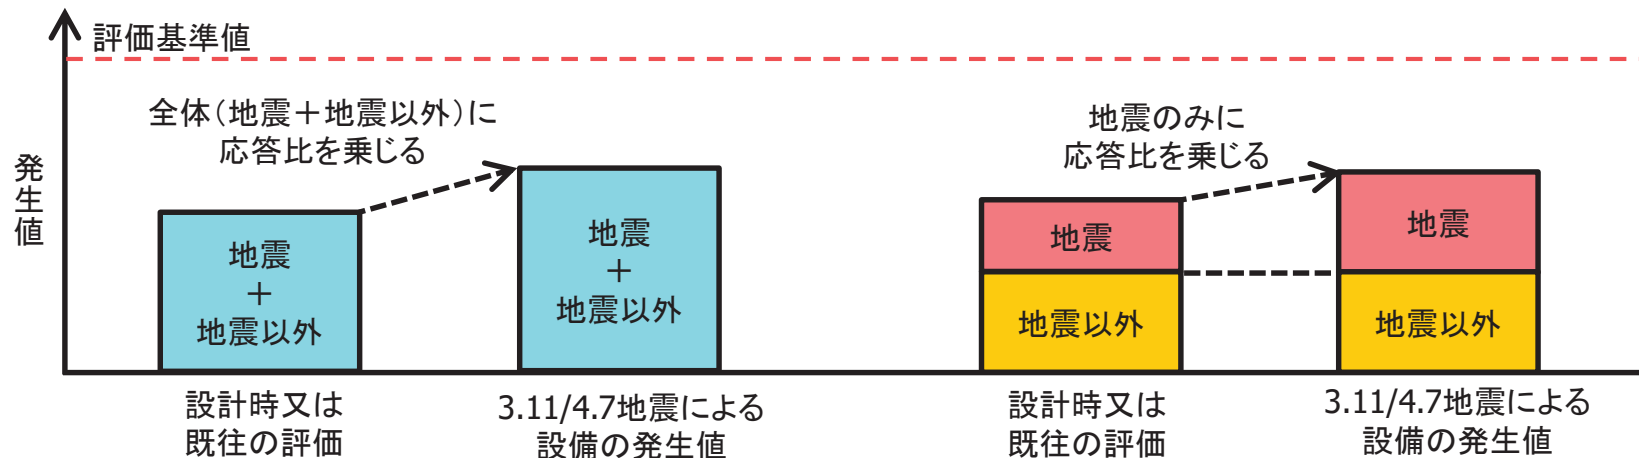 評価基準値
発生値
全体（地震＋地震以外）に
応答比を乗じる
地震
＋
地震以外
地震
＋
地震以外
設計時又は
既往の評価
3.11/4.7地震による
設備の発生値
地震のみに
応答比を乗じる
地震
地震以外
地震
地震以外
設計時又は
既往の評価
3.11/4.7地震による
設備の発生値